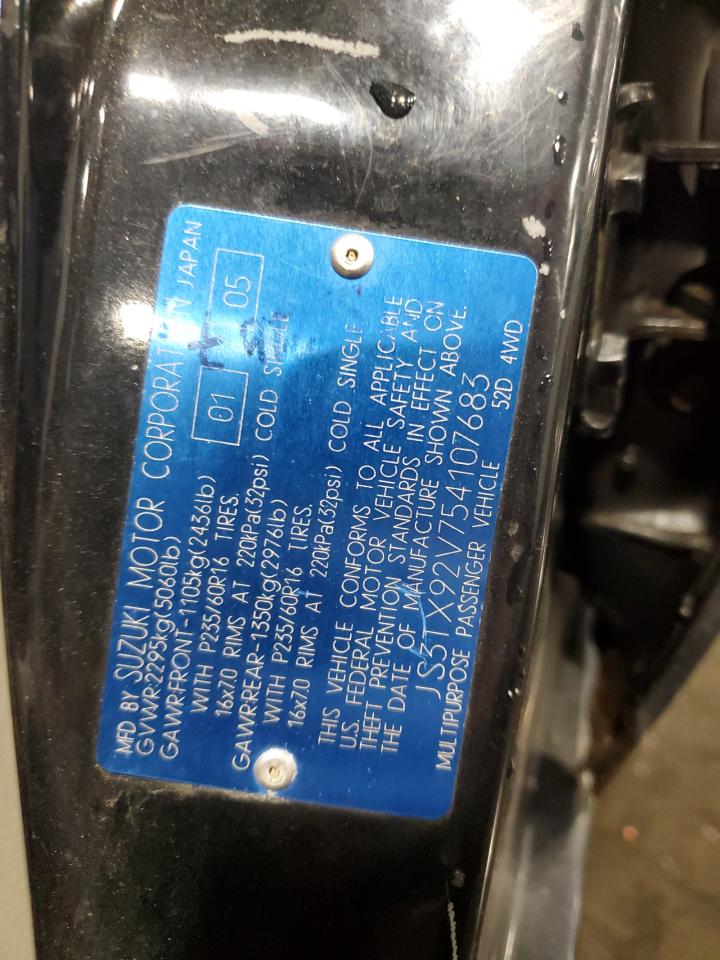 MFD BY SUZUKI MOTOR CORPORATION JAPAN
GVWR:2295kg(5060lb) 01 05
GAWR:FRONT-1105kg(2436lb)
WITH P235/60R16 TIRES,
16x7.0 RIMS AT 220kPa(32psi) COLD SINGLE
GAWR:REAR-1350kg(2976lb)
WITH P235/60R16 TIRES,
16x7.0 RIMS AT 220kPa(32psi) COLD SINGLE
THIS VEHICLE CONFORMS TO ALL APPLICABLE
U.S. FEDERAL MOTOR VEHICLE SAFETY AND
THEFT PREVENTION STANDARDS IN EFFECT ON
THE DATE OF MANUFACTURE SHOWN ABOVE.
JS3TX92V754107683
MULTIPURPOSE PASSENGER VEHICLE 52D 4WD